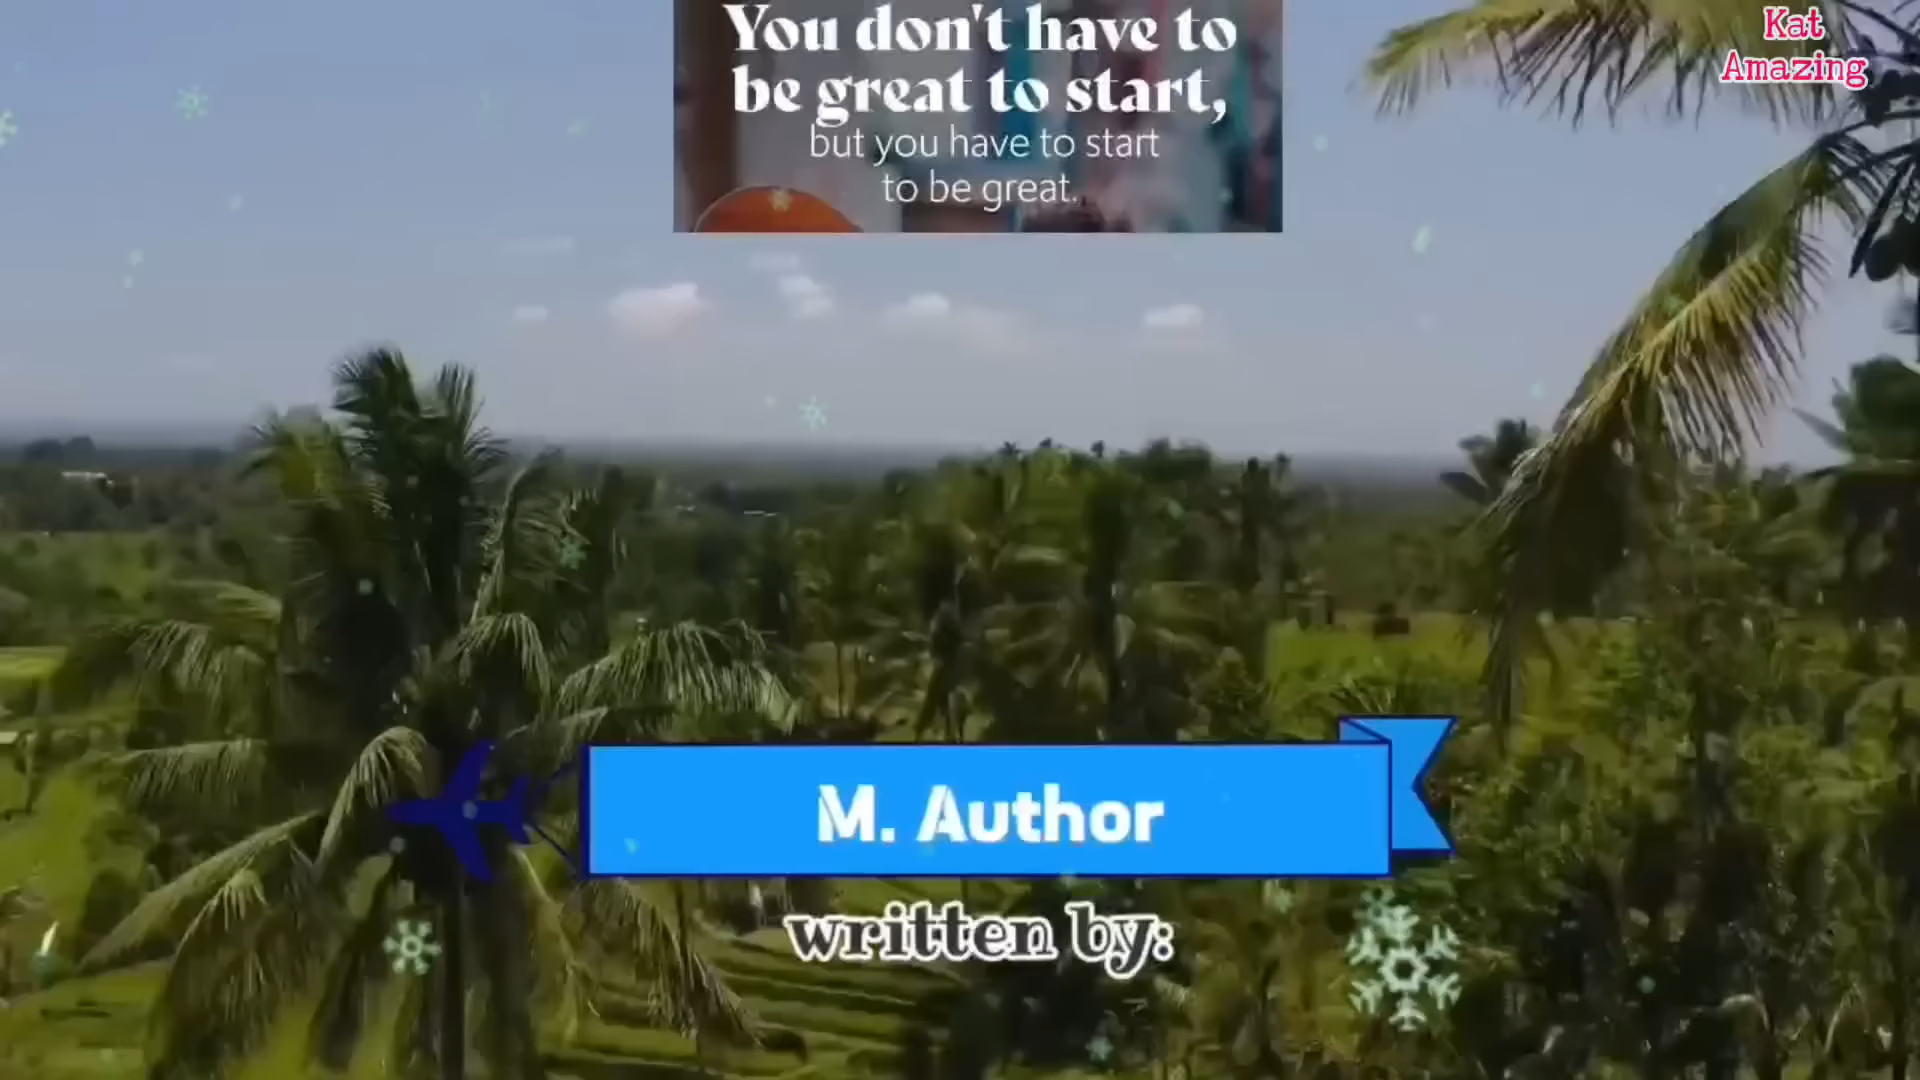 You don't have to
be great to start,
but you have to start
to be great.
Kat
Amazing
M. Author
written by: